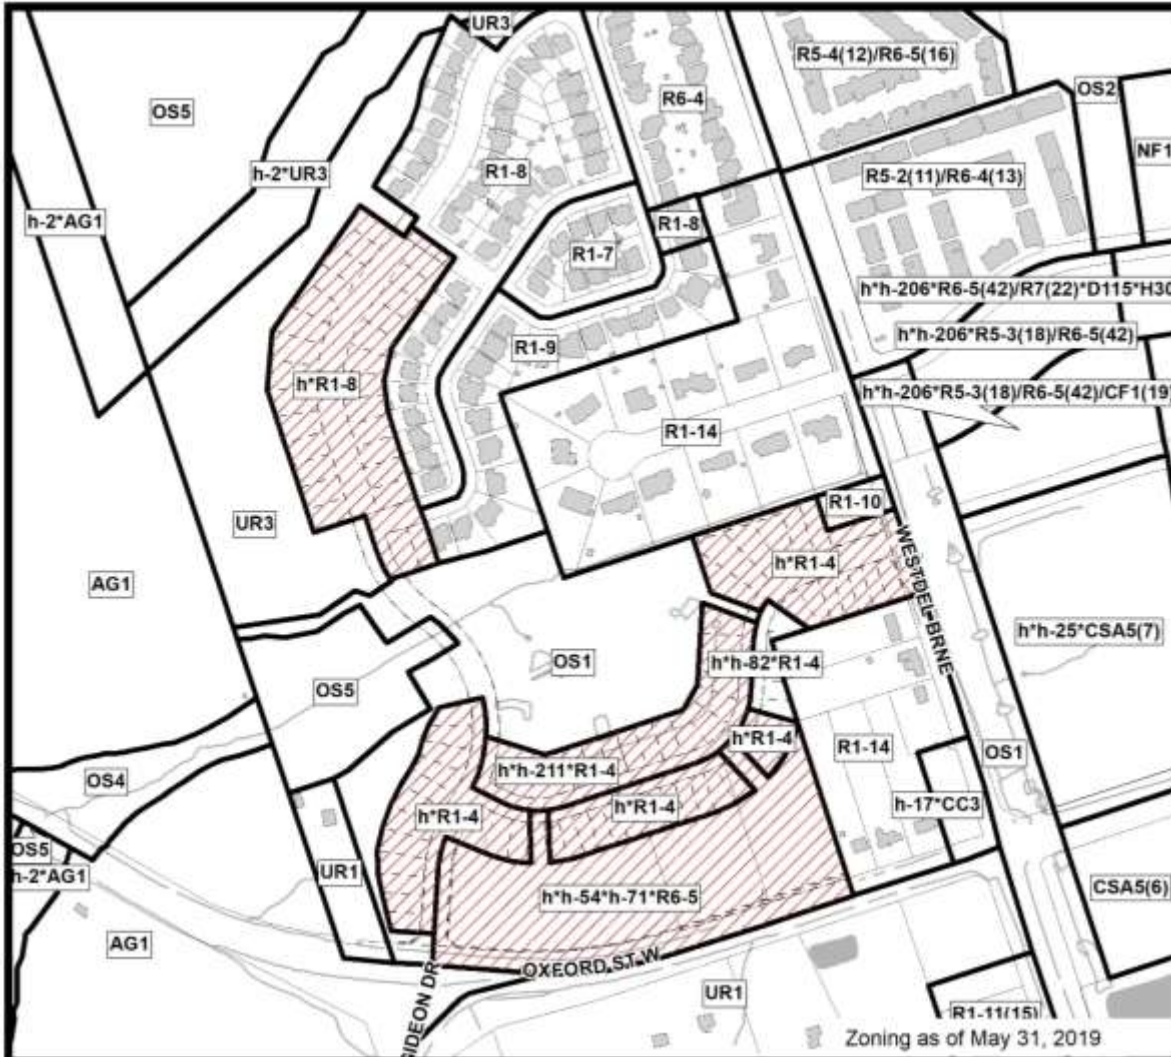 UR3
R5-4(12)/R6-5(16)
OS2
OS5
R6-4
NF1
h-2*UR3
R1-8
R5-2(11)/R6-4(13)
h-2*AG1
R1-8
R1-7
h*h-206*R6-5(42)/R7(22)*D115*H30
h*h-206*R5-3(18)/R6-5(42)
R1-9
h*R1-8
h*h-206*R5-3(18)/R6-5(42)/CF1(19)
R1-14
R1-10
UR3
WESTDEL BRNE
h*R1-4
AG1
h*h-25*CSA5(7)
OS1
h*h-82*R1-4
OS5
h*R1-4
R1-14
OS1
h*h-211*R1-4
OS4
h*R1-4
h-17*CC3
h*R1-4
OS5
h-2*AG1
UR1
h*h-54*h-71*R6-5
CSA5(6)
AG1
OXFORD ST W
GIDEON DR
UR1
R1-11(15)
Zoning as of May 31, 2019